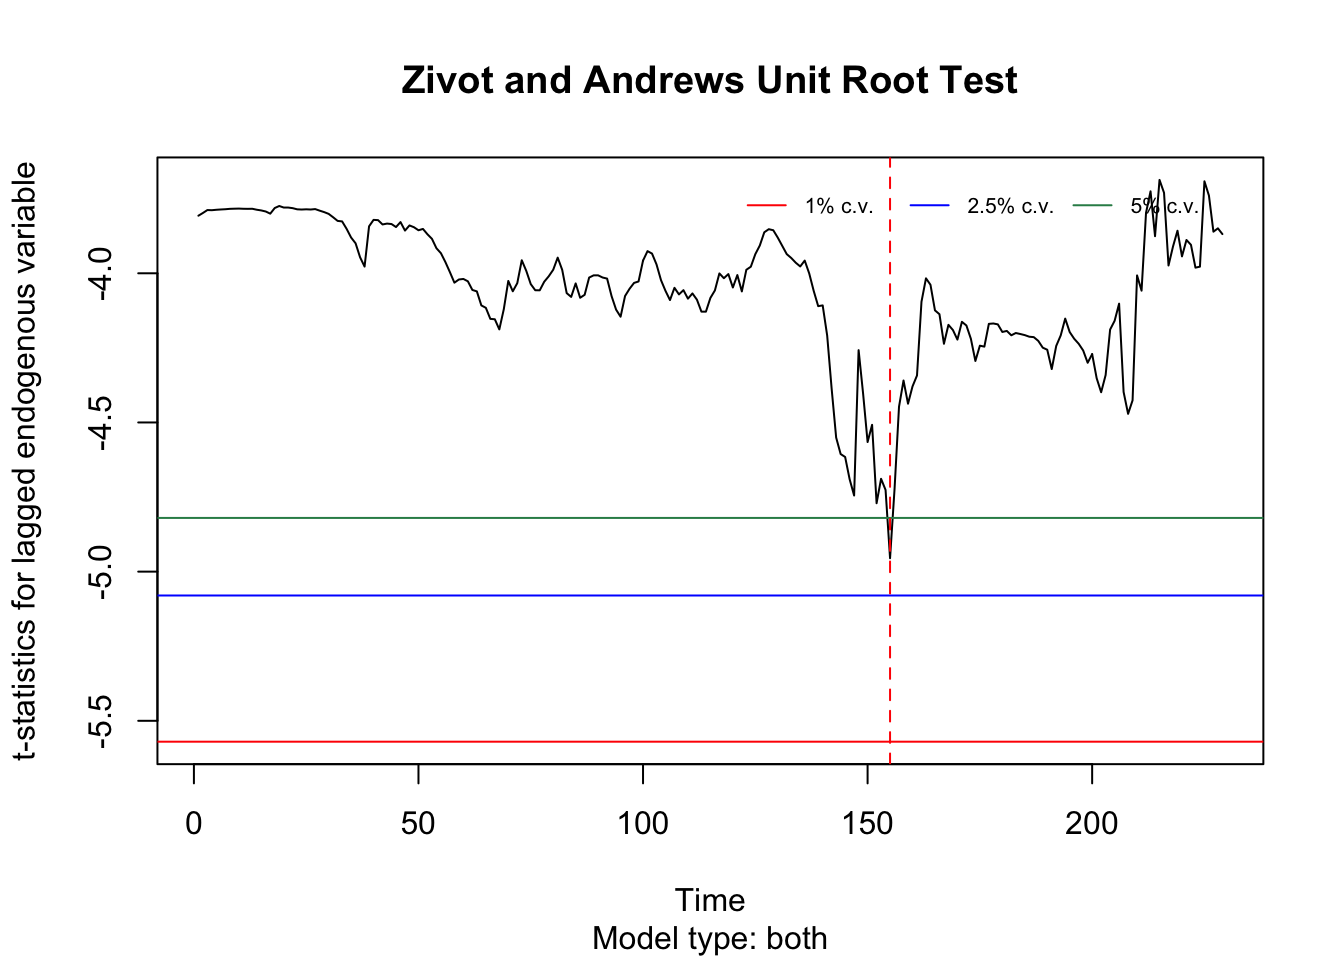 Zivot and Andrews Unit Root Test
t-statistics for lagged endogenous variable
1% c.v. 2.5% c.v. 5% c.v.
-4.0
-4.5
-5.0
-5.5
0 50 100 150 200
Time
Model type: both